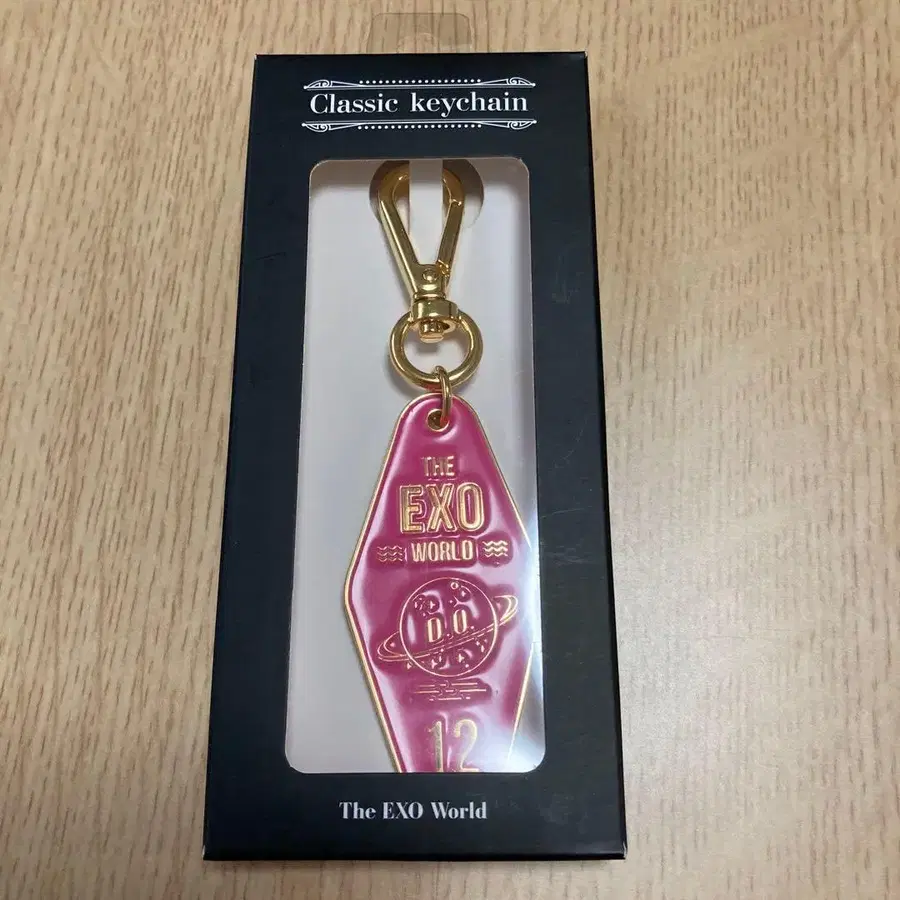 Classic keychain
THE
EXO
WORLD
D.O.
12
The EXO World